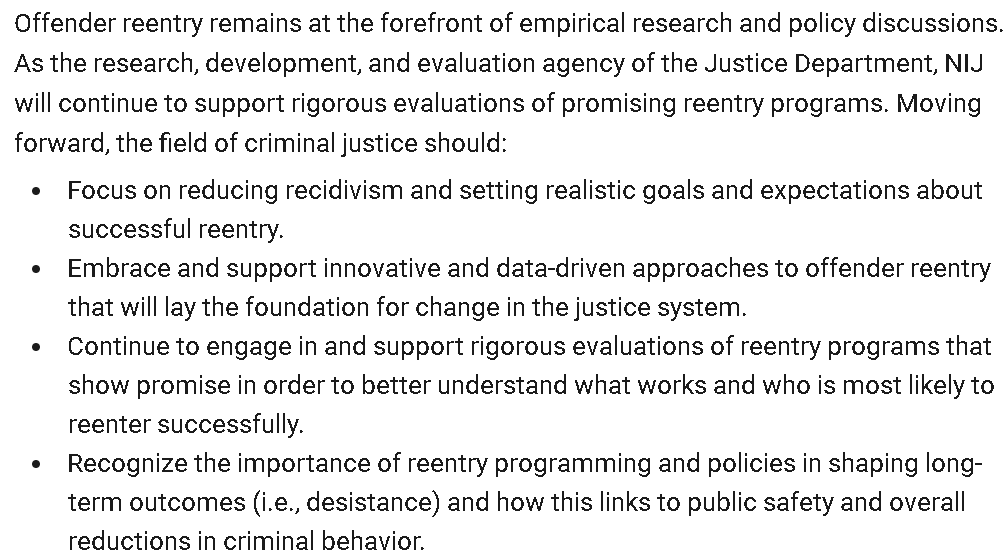 Offender reentry remains at the forefront of empirical research and policy discussions.
As the research, development, and evaluation agency of the Justice Department, NIJ
will continue to support rigorous evaluations of promising reentry programs. Moving
forward, the field of criminal justice should:
• Focus on reducing recidivism and setting realistic goals and expectations about
successful reentry.
• Embrace and support innovative and data-driven approaches to offender reentry
that will lay the foundation for change in the justice system.
• Continue to engage in and support rigorous evaluations of reentry programs that
show promise in order to better understand what works and who is most likely to
reenter successfully.
• Recognize the importance of reentry programming and policies in shaping long-
term outcomes (i.e., desistance) and how this links to public safety and overall
reductions in criminal behavior.